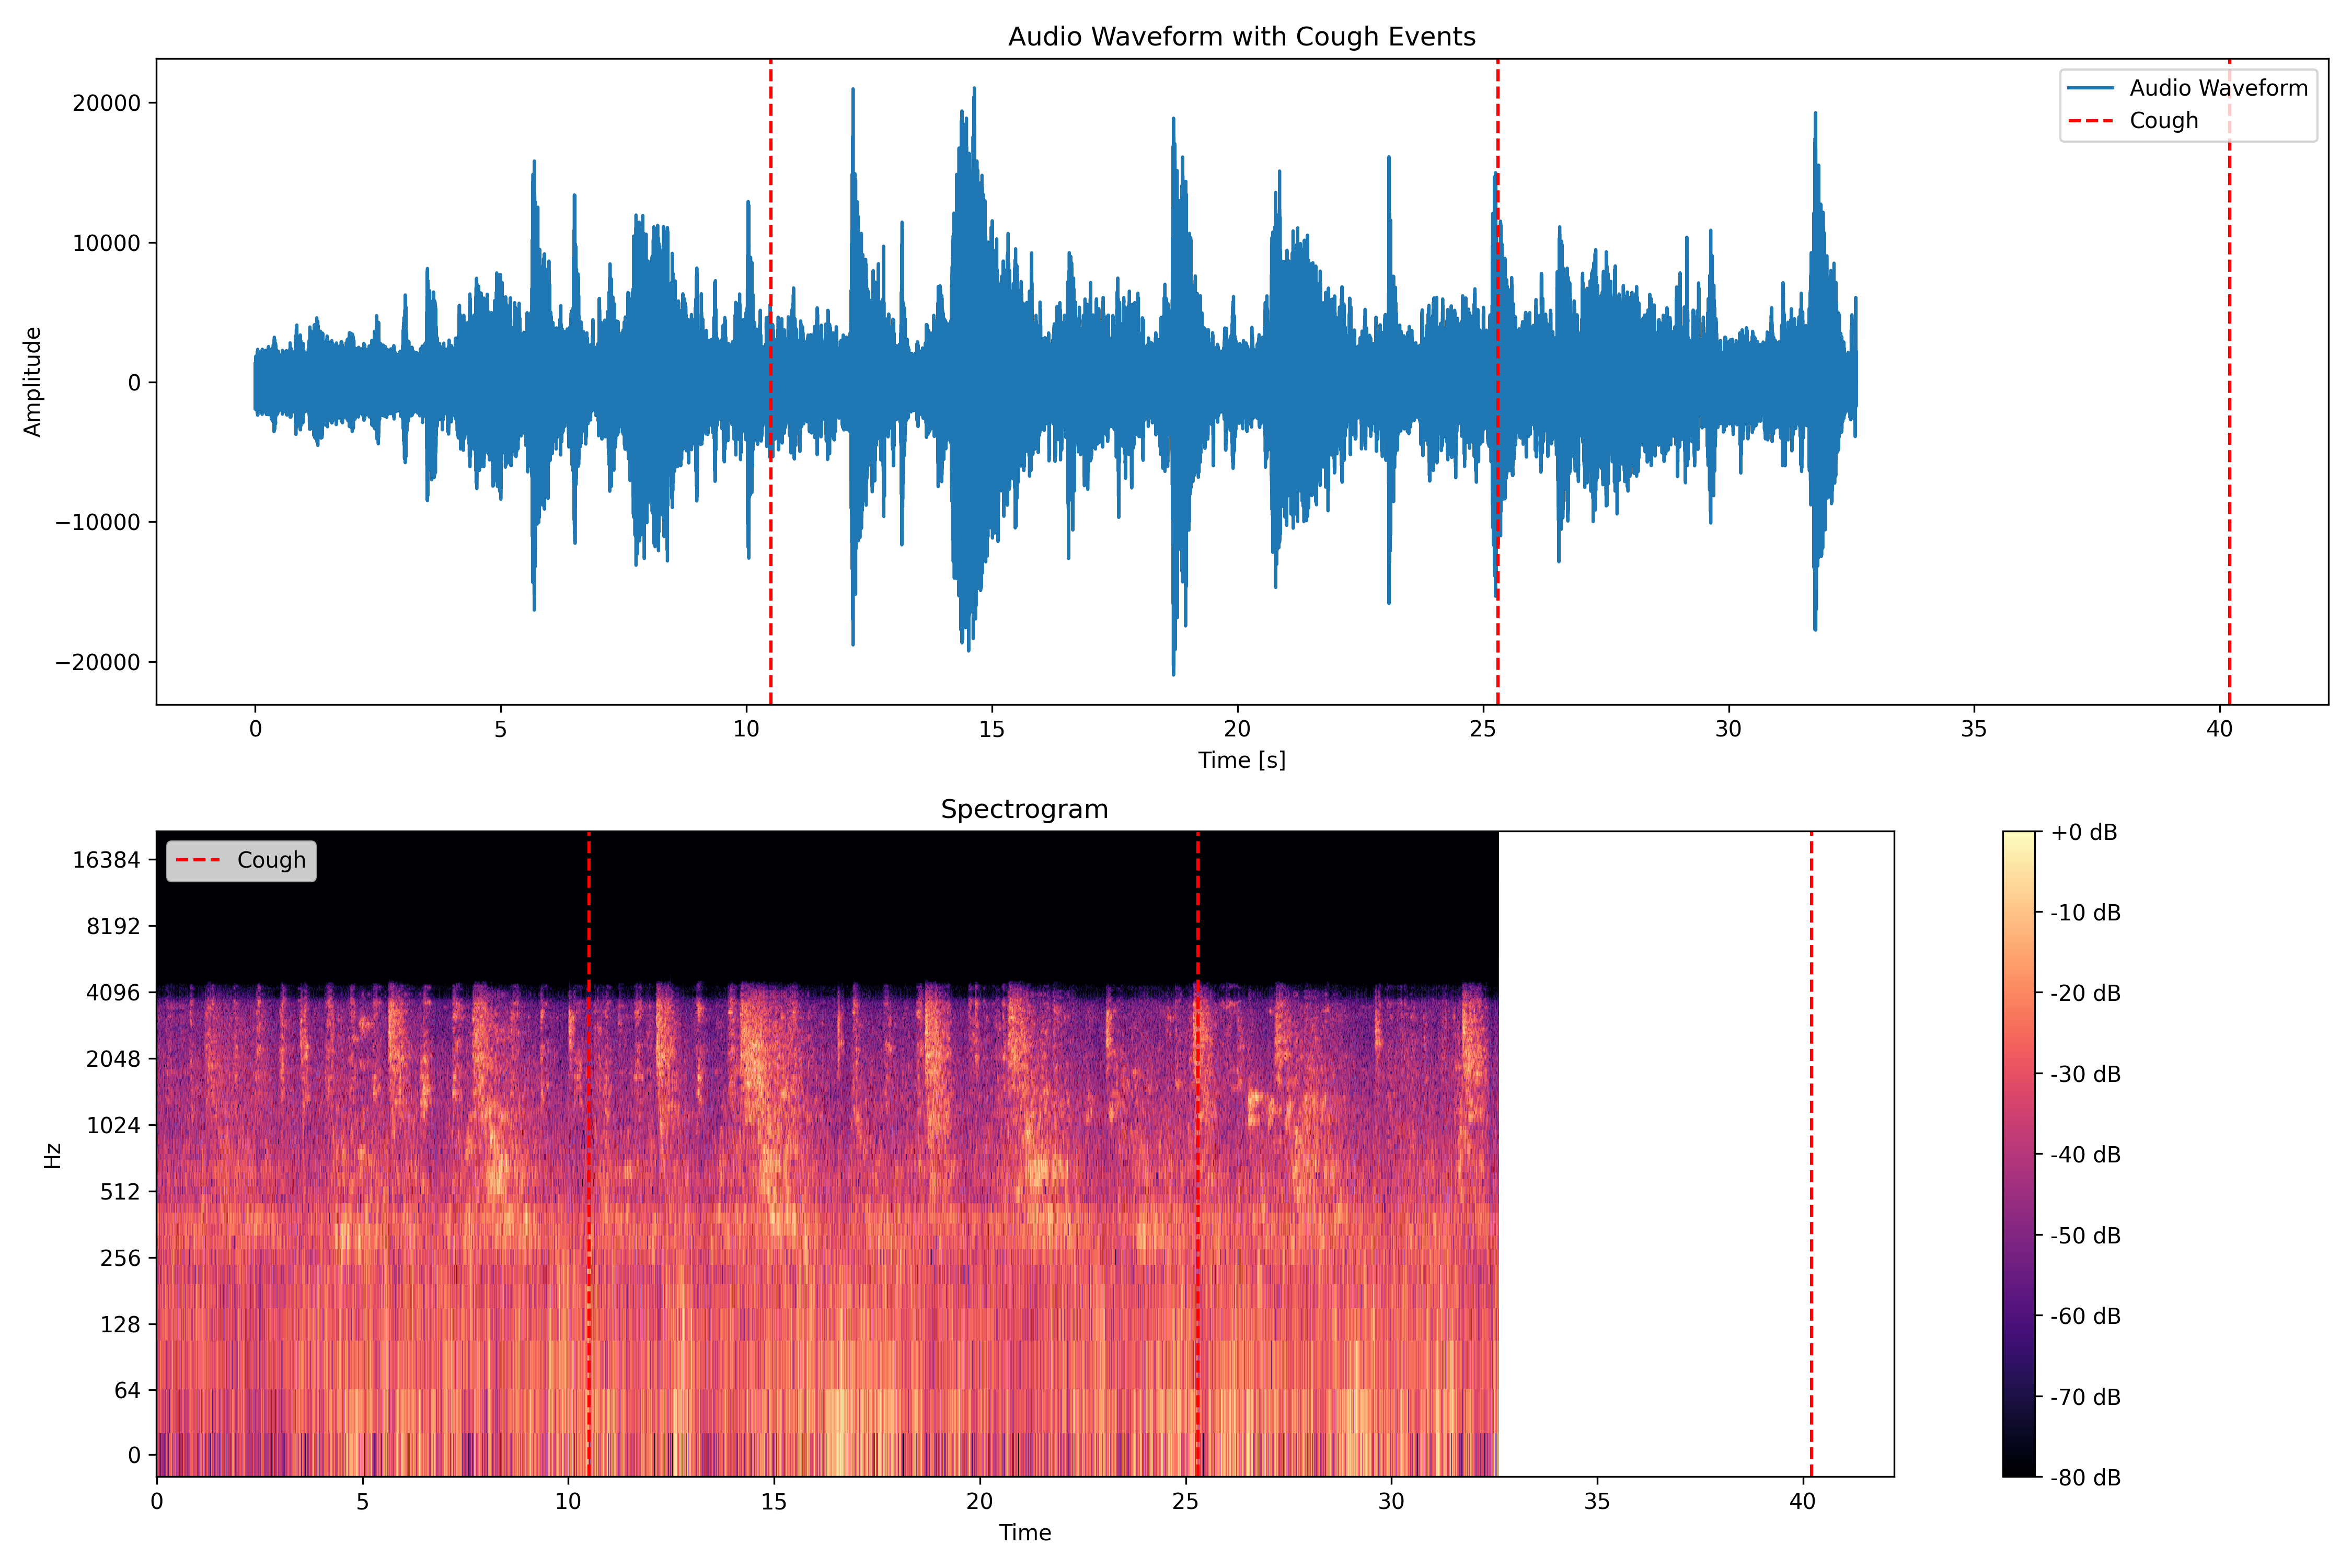 Audio Waveform with Cough Events
Amplitude
20000
10000
0
−10000
−20000
Audio Waveform
Cough
0 5 10 15 20 25 30 35 40
Time [s]
Spectrogram
Hz
16384
8192
4096
2048
1024
512
256
128
64
0
Cough
0 5 10 15 20 25 30 35 40
Time
+0 dB
-10 dB
-20 dB
-30 dB
-40 dB
-50 dB
-60 dB
-70 dB
-80 dB